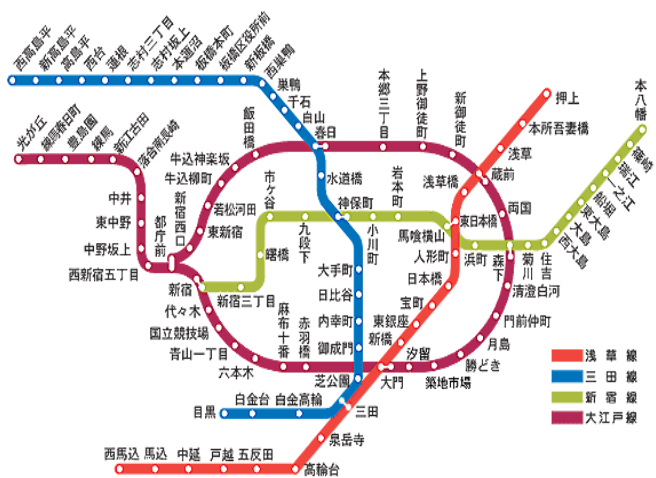 西高島平
新高島平
高島平
西台
蓮根
志村三丁目
志村坂上
本蓮沼
板橋本町
板橋区役所前
新板橋
西巣鴨
巣鴨
千石
白山
春日
水道橋
神保町
大手町
日比谷
内幸町
御成門
芝公園
三田
白金高輪
白金台
目黒
光が丘
練馬春日町
豊島園
練馬
新江古田
落合南長崎
中井
東中野
中野坂上
西新宿五丁目
都庁前
新宿西口
東新宿
若松河田
牛込柳町
牛込神楽坂
飯田橋
本郷三丁目
上野御徒町
新御徒町
蔵前
両国
森下
清澄白河
門前仲町
月島
勝どき
築地市場
汐留
大門
赤羽橋
麻布十番
六本木
青山一丁目
国立競技場
代々木
新宿
新宿三丁目
曙橋
市ヶ谷
九段下
小川町
岩本町
馬喰横山
浜町
菊川
住吉
西大島
大島
東大島
船堀
一之江
瑞江
篠崎
本八幡
押上
本所吾妻橋
浅草
浅草橋
東日本橋
人形町
日本橋
宝町
東銀座
新橋
泉岳寺
高輪台
五反田
戸越
中延
馬込
西馬込
浅草線
三田線
新宿線
大江戸線